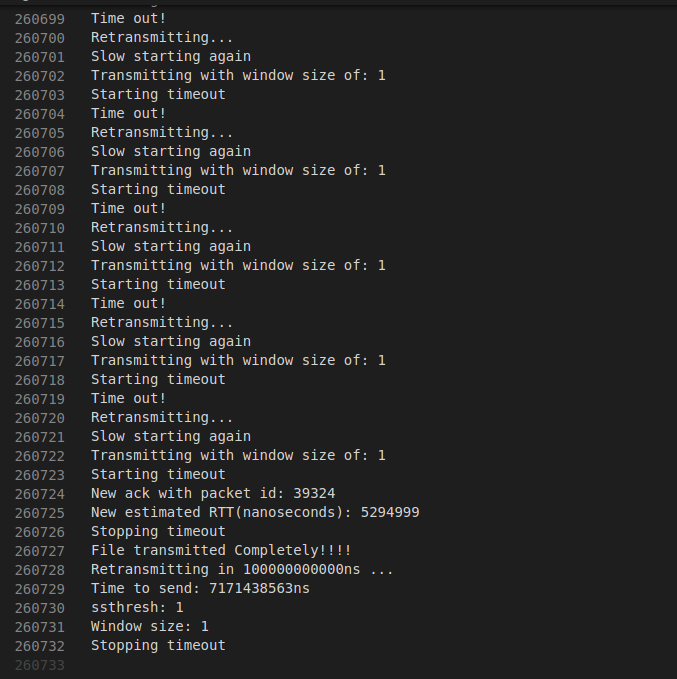 260699 Time out!
260700 Retransmitting...
260701 Slow starting again
260702 Transmitting with window size of: 1
260703 Starting timeout
260704 Time out!
260705 Retransmitting...
260706 Slow starting again
260707 Transmitting with window size of: 1
260708 Starting timeout
260709 Time out!
260710 Retransmitting...
260711 Slow starting again
260712 Transmitting with window size of: 1
260713 Starting timeout
260714 Time out!
260715 Retransmitting...
260716 Slow starting again
260717 Transmitting with window size of: 1
260718 Starting timeout
260719 Time out!
260720 Retransmitting...
260721 Slow starting again
260722 Transmitting with window size of: 1
260723 Starting timeout
260724 New ack with packet id: 39324
260725 New estimated RTT(nanoseconds): 5294999
260726 Stopping timeout
260727 File transmitted Completely!!!!
260728 Retransmitting in 100000000000ns ...
260729 Time to send: 7171438563ns
260730 ssthresh: 1
260731 Window size: 1
260732 Stopping timeout
260733